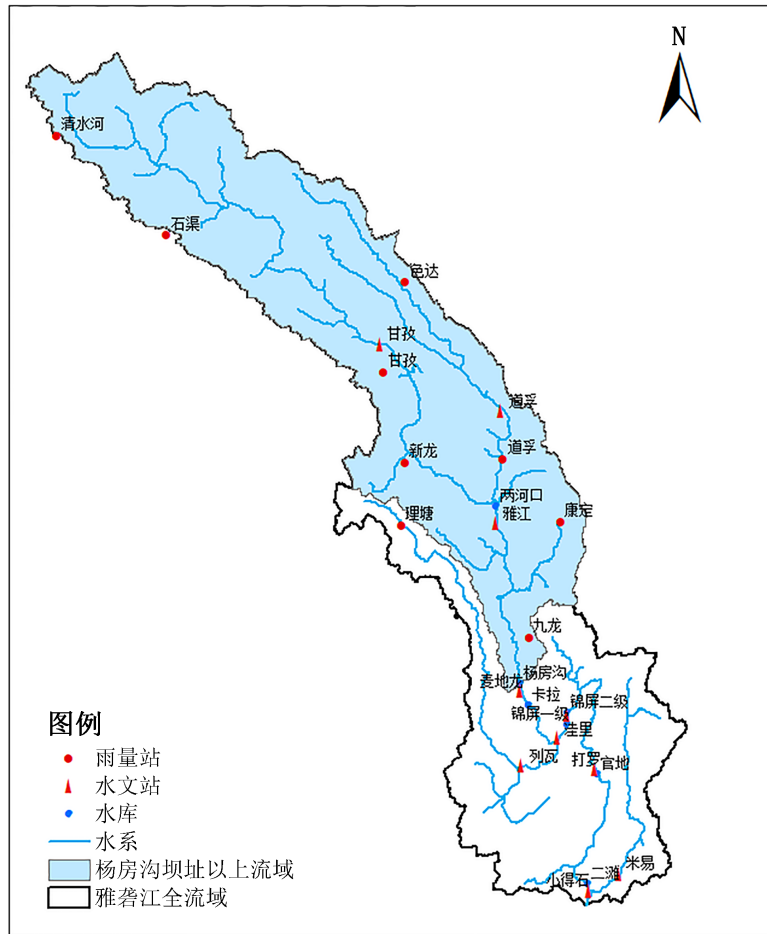 N
清水河
石渠
色达
甘孜
甘孜
道孚
道孚
新龙
两河口
雅江
康定
理塘
九龙
杨房沟
麦地龙
卡拉
锦屏二级
锦屏一级
洼里
列瓦
打罗
官地
米易
二滩
小得石
图例
雨量站
水文站
水库
水系
杨房沟坝址以上流域
雅砻江全流域